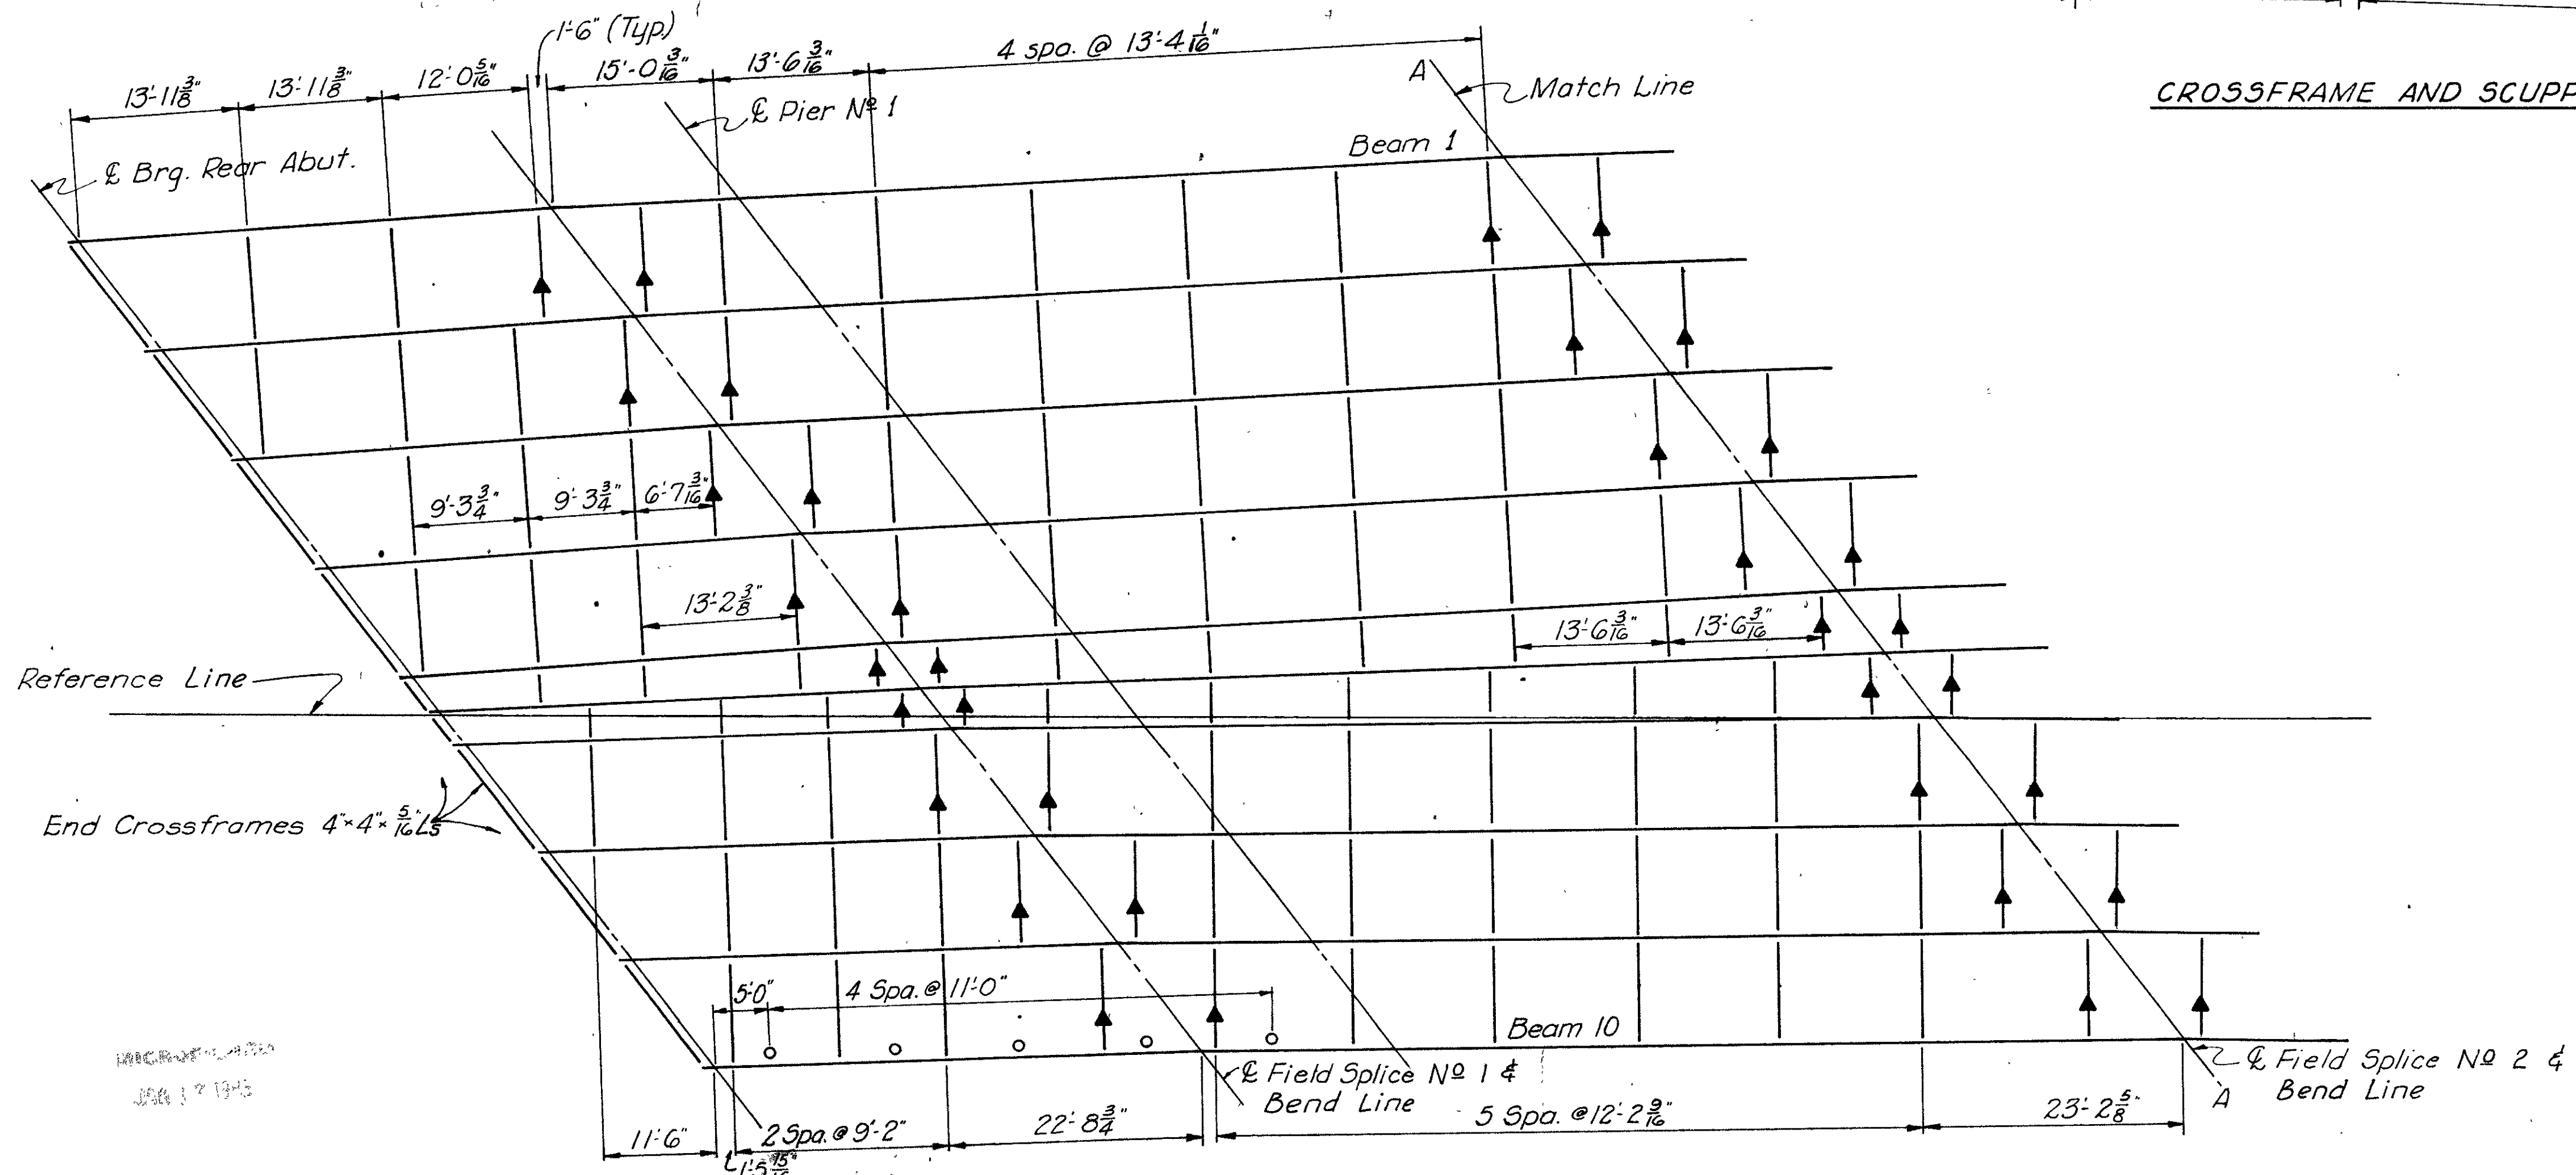 1'-6" (Typ.)
13'-11 3/8"
13'-11 3/8"
12'-0 5/16"
15'-0 3/16"
13'-6 3/16"
4 spa. @ 13'-4 1/16"
A
Match Line
CROSSFRAME AND SCUPP
℄ Pier Nº 1
℄ Brg. Rear Abut.
Beam 1
9'-3 3/4"
9'-3 3/4"
6'-7 3/16"
13'-2 3/8"
13'-6 3/16"
13'-6 3/16"
Reference Line
End Crossframes 4"×4"×5/16" Ls
5'-0"
4 Spa. @ 11'-0"
Beam 10
℄ Field Splice Nº 1 &
Bend Line
℄ Field Splice Nº 2 &
Bend Line
A
11'-6"
1'-5 15/16"
2 Spa. @ 9'-2"
22'-8 3/4"
5 Spa. @ 12'-2 9/16"
23'-2 5/8"